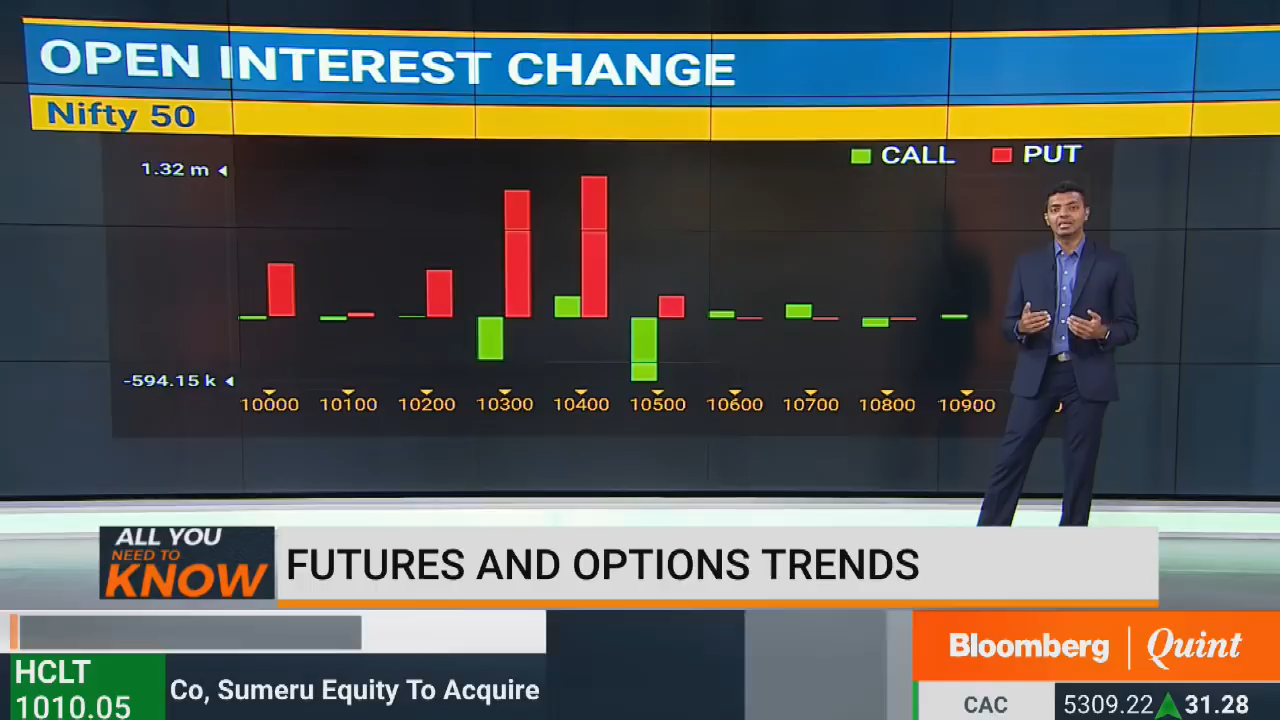 OPEN INTEREST CHANGE
Nifty 50
CALL PUT
1.32 m
-594.15 k
10000 10100 10200 10300 10400 10500 10600 10700 10800 10900
ALL YOU
NEED TO
KNOW
FUTURES AND OPTIONS TRENDS
Bloomberg | Quint
HCLT
1010.05
Co, Sumeru Equity To Acquire
CAC 5309.22 31.28